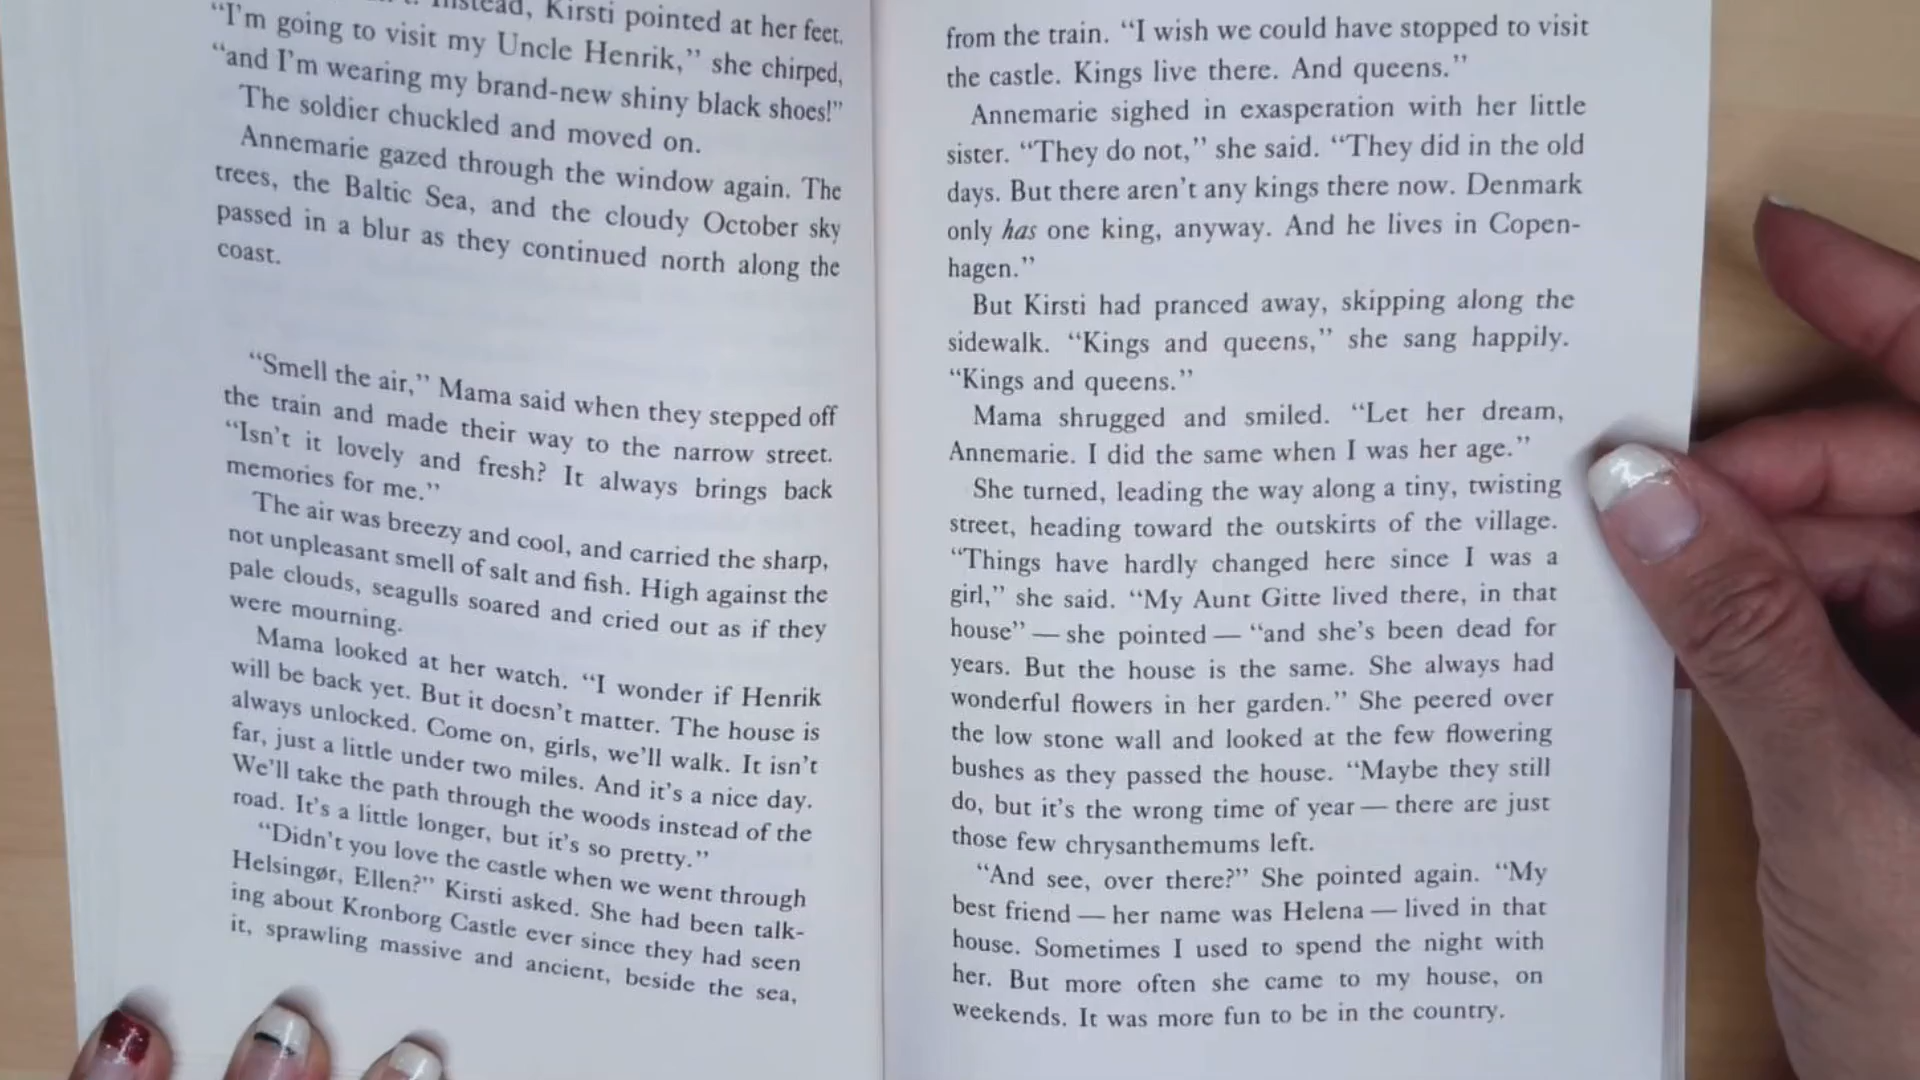 Instead, Kirsti pointed at her feet.
“I'm going to visit my Uncle Henrik,” she chirped,
“and I'm wearing my brand-new shiny black shoes!”
The soldier chuckled and moved on.
Annemarie gazed through the window again. The
trees, the Baltic Sea, and the cloudy October sky
passed in a blur as they continued north along the
coast.
“Smell the air,” Mama said when they stepped off
the train and made their way to the narrow street.
“Isn't it lovely and fresh? It always brings back
memories for me.”
The air was breezy and cool, and carried the sharp,
not unpleasant smell of salt and fish. High against the
pale clouds, seagulls soared and cried out as if they
were mourning.
Mama looked at her watch. “I wonder if Henrik
will be back yet. But it doesn't matter. The house is
always unlocked. Come on, girls, we'll walk. It isn't
far, just a little under two miles. And it's a nice day.
We'll take the path through the woods instead of the
road. It's a little longer, but it's so pretty.”
“Didn't you love the castle when we went through
Helsingør, Ellen?” Kirsti asked. She had been talk-
ing about Kronborg Castle ever since they had seen
it, sprawling massive and ancient, beside the sea,
from the train. “I wish we could have stopped to visit
the castle. Kings live there. And queens.”
Annemarie sighed in exasperation with her little
sister. “They do not,” she said. “They did in the old
days. But there aren't any kings there now. Denmark
only has one king, anyway. And he lives in Copen-
hagen.”
But Kirsti had pranced away, skipping along the
sidewalk. “Kings and queens,” she sang happily.
“Kings and queens.”
Mama shrugged and smiled. “Let her dream,
Annemarie. I did the same when I was her age.”
She turned, leading the way along a tiny, twisting
street, heading toward the outskirts of the village.
“Things have hardly changed here since I was a
girl,” she said. “My Aunt Gitte lived there, in that
house” — she pointed — “and she's been dead for
years. But the house is the same. She always had
wonderful flowers in her garden.” She peered over
the low stone wall and looked at the few flowering
bushes as they passed the house. “Maybe they still
do, but it's the wrong time of year — there are just
those few chrysanthemums left.
“And see, over there?” She pointed again. “My
best friend — her name was Helena — lived in that
house. Sometimes I used to spend the night with
her. But more often she came to my house, on
weekends. It was more fun to be in the country.